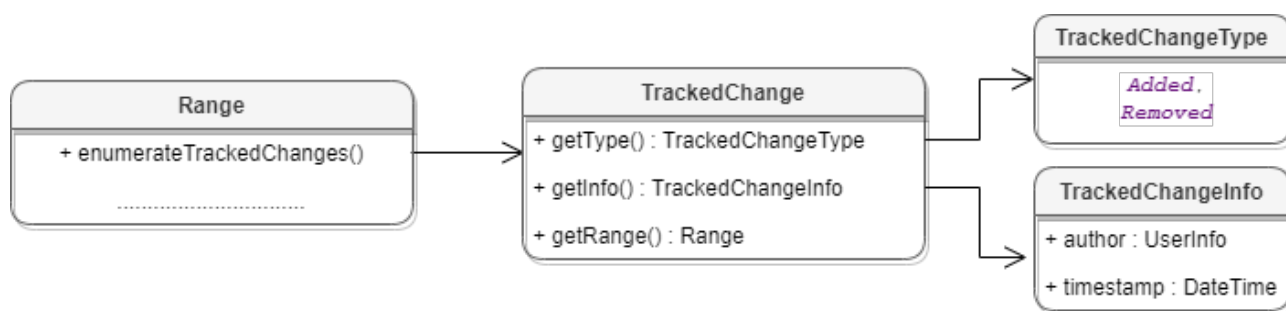 Range
+ enumerateTrackedChanges()
..............................
TrackedChange
+ getType() : TrackedChangeType
+ getInfo() : TrackedChangeInfo
+ getRange() : Range
TrackedChangeType
Added,
Removed
TrackedChangeInfo
+ author : UserInfo
+ timestamp : DateTime